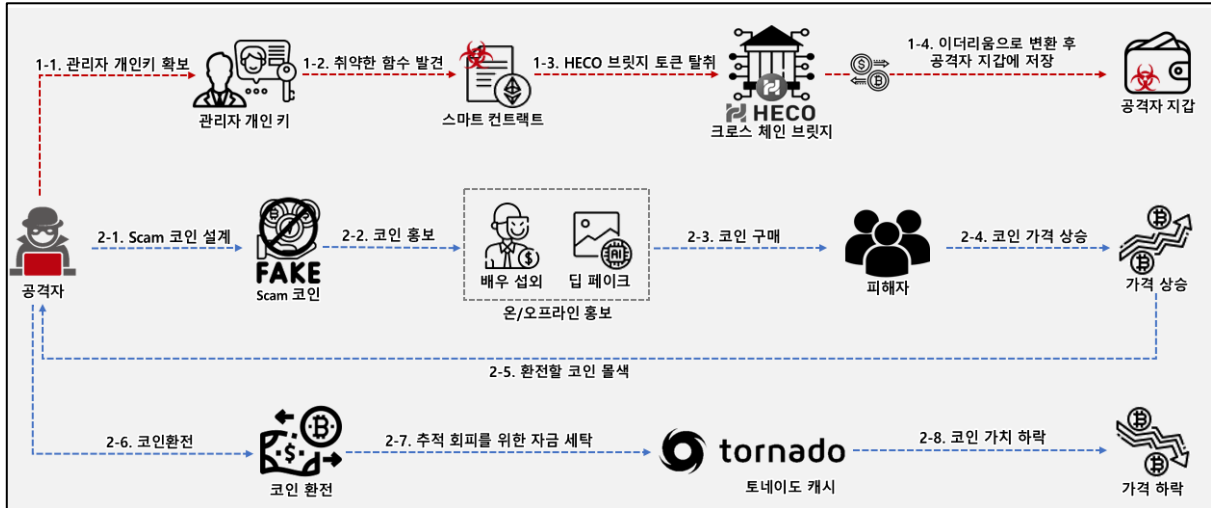 1-1. 관리자 개인키 확보
1-2. 취약한 함수 발견
1-3. HECO 브릿지 토큰 탈취
1-4. 이더리움으로 변환 후
공격자 지갑에 저장
관리자 개인 키
스마트 컨트랙트
HECO
크로스 체인 브릿지
공격자 지갑
2-1. Scam 코인 설계
2-2. 코인 홍보
2-3. 코인 구매
2-4. 코인 가격 상승
공격자
FAKE
Scam 코인
배우 섭외
AI
딥 페이크
온/오프라인 홍보
피해자
가격 상승
2-5. 환전할 코인 물색
2-6. 코인환전
2-7. 추적 회피를 위한 자금 세탁
2-8. 코인 가치 하락
코인 환전
tornado
토네이도 캐시
가격 하락